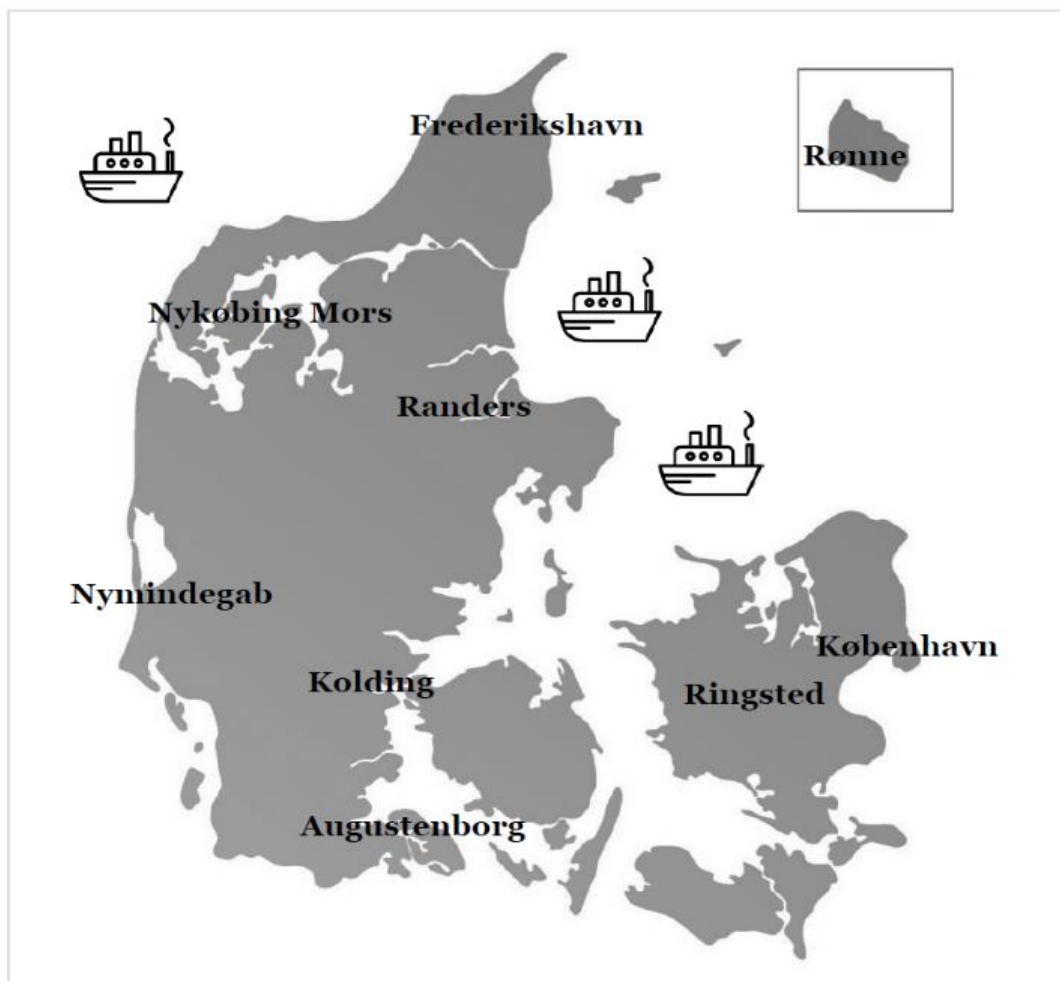 Frederikshavn
Rønne
Nykøbing Mors
Randers
Nymindegab
København
Kolding
Ringsted
Augustenborg